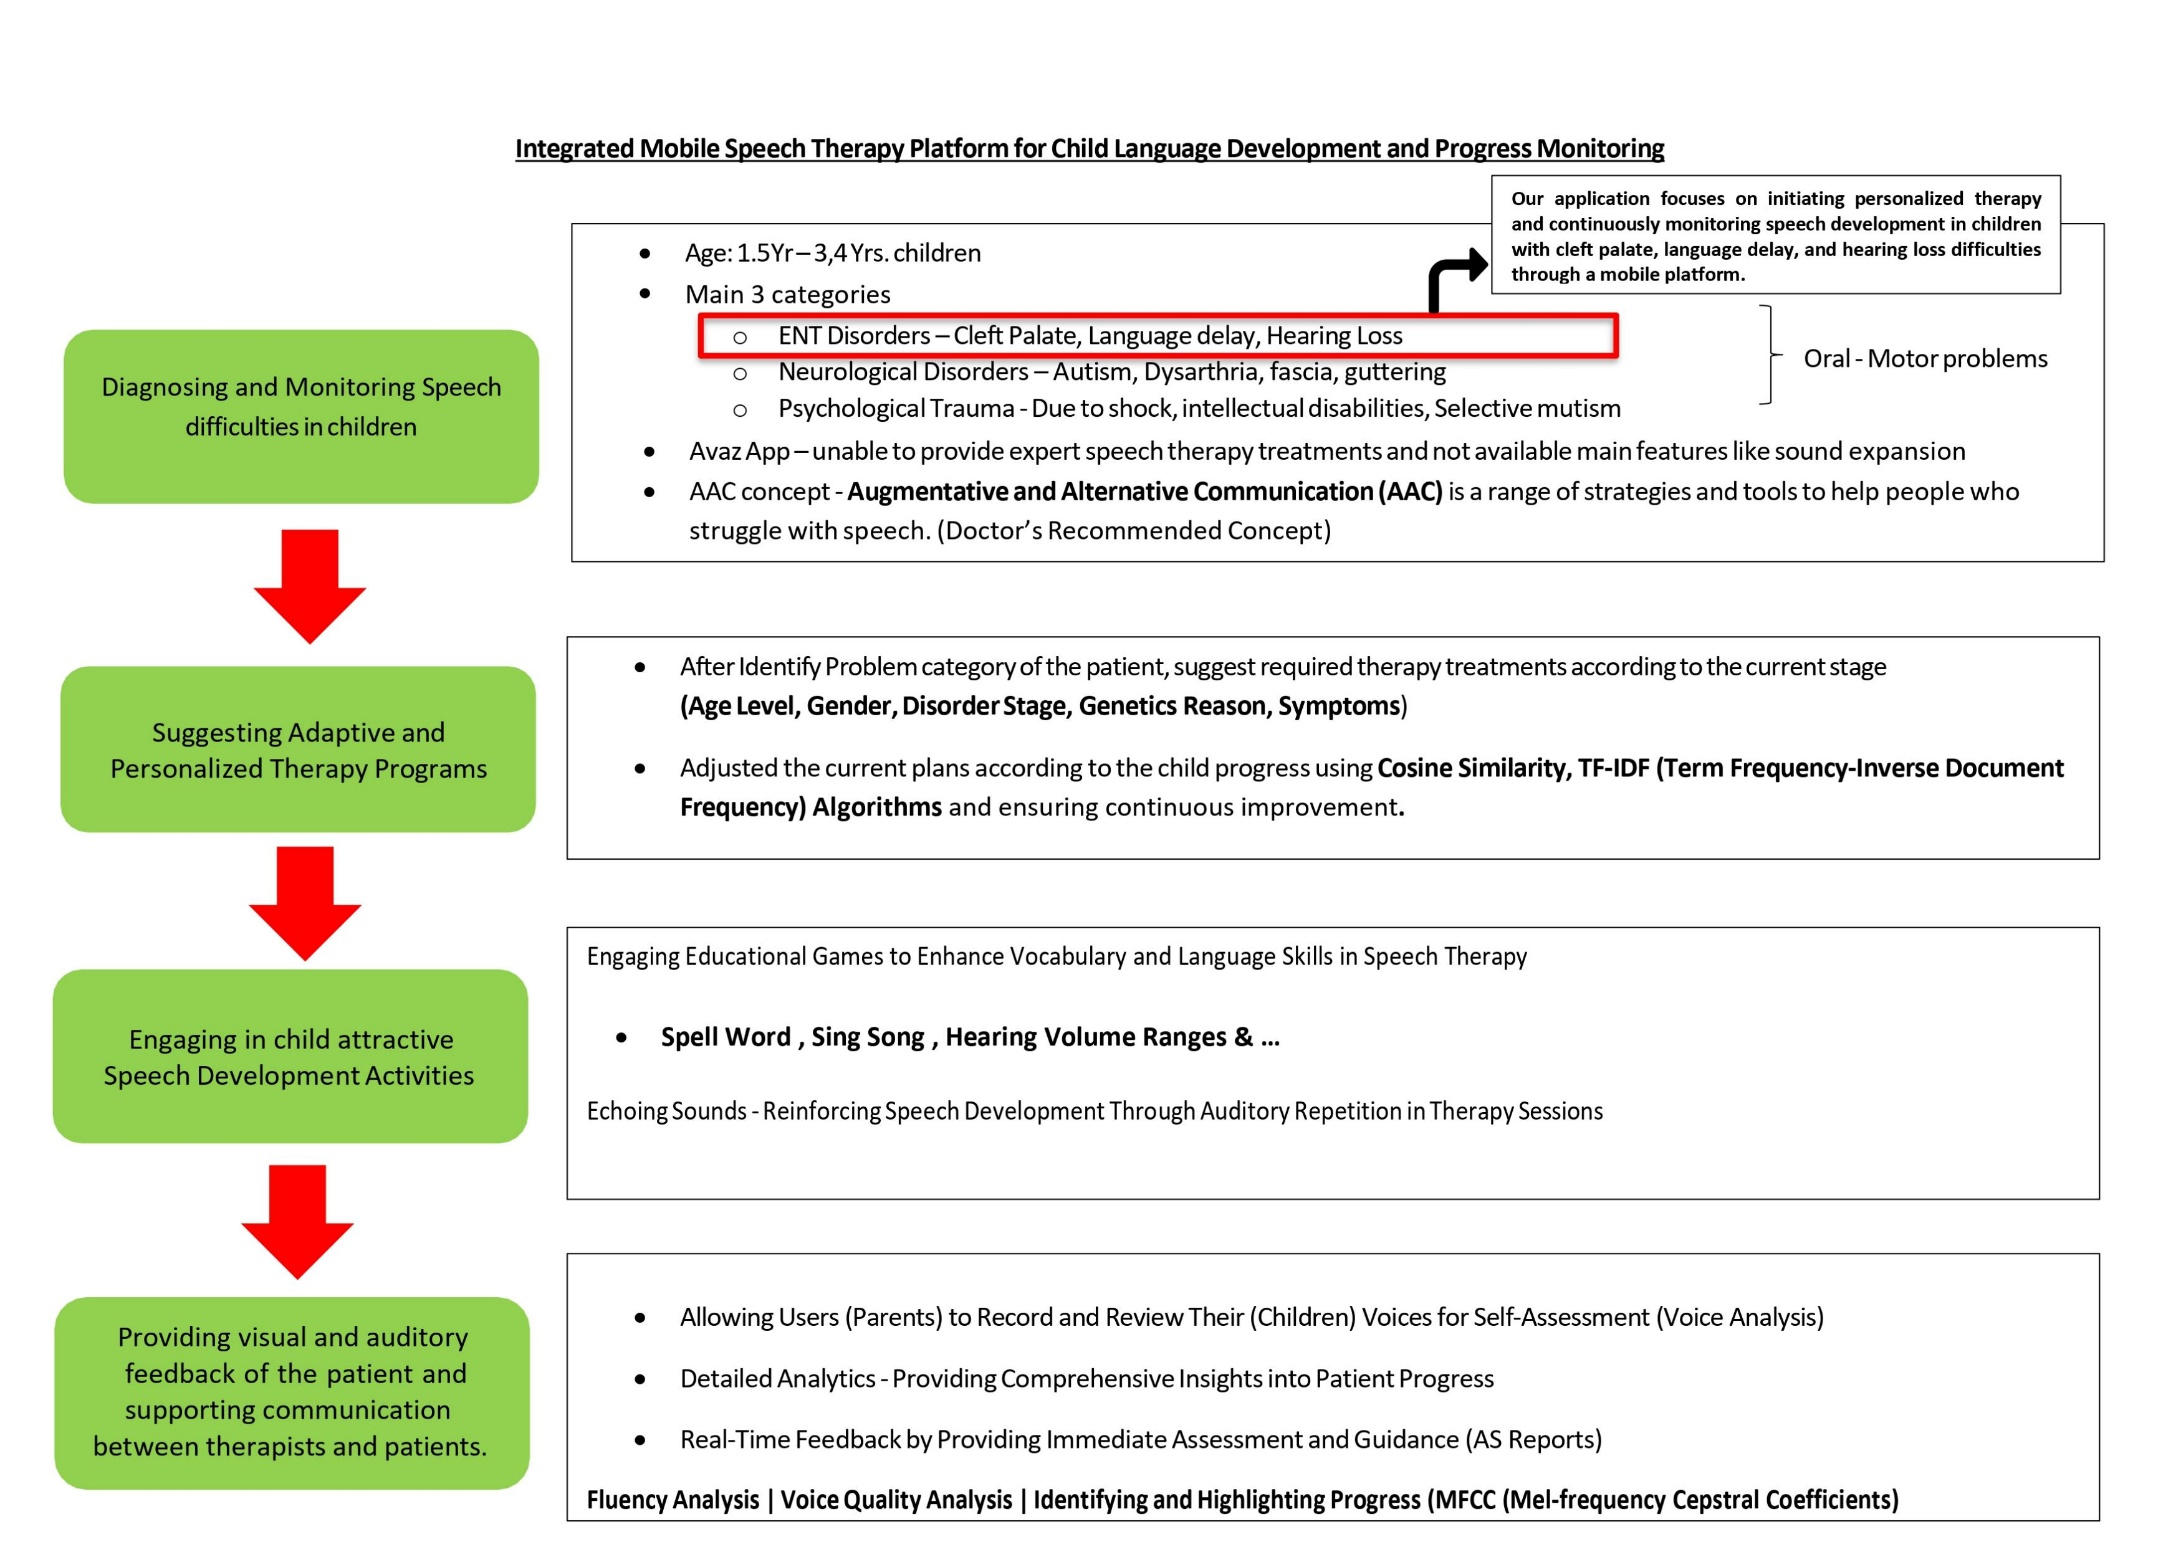 Integrated Mobile Speech Therapy Platform for Child Language Development and Progress Monitoring
Our application focuses on initiating personalized therapy
and continuously monitoring speech development in children
with cleft palate, language delay, and hearing loss difficulties
through a mobile platform.
Diagnosing and Monitoring Speech
difficulties in children
• Age: 1.5Yr – 3,4 Yrs. children
• Main 3 categories
o ENT Disorders – Cleft Palate, Language delay, Hearing Loss
o Neurological Disorders – Autism, Dysarthria, fascia, guttering
o Psychological Trauma - Due to shock, intellectual disabilities, Selective mutism
Oral - Motor problems
• Avaz App – unable to provide expert speech therapy treatments and not available main features like sound expansion
• AAC concept - Augmentative and Alternative Communication (AAC) is a range of strategies and tools to help people who
struggle with speech. (Doctor’s Recommended Concept)
Suggesting Adaptive and
Personalized Therapy Programs
• After Identify Problem category of the patient, suggest required therapy treatments according to the current stage
(Age Level, Gender, Disorder Stage, Genetics Reason, Symptoms)
• Adjusted the current plans according to the child progress using Cosine Similarity, TF-IDF (Term Frequency-Inverse Document
Frequency) Algorithms and ensuring continuous improvement.
Engaging in child attractive
Speech Development Activities
Engaging Educational Games to Enhance Vocabulary and Language Skills in Speech Therapy
• Spell Word , Sing Song , Hearing Volume Ranges & ...
Echoing Sounds - Reinforcing Speech Development Through Auditory Repetition in Therapy Sessions
Providing visual and auditory
feedback of the patient and
supporting communication
between therapists and patients.
• Allowing Users (Parents) to Record and Review Their (Children) Voices for Self-Assessment (Voice Analysis)
• Detailed Analytics - Providing Comprehensive Insights into Patient Progress
• Real-Time Feedback by Providing Immediate Assessment and Guidance (AS Reports)
Fluency Analysis | Voice Quality Analysis | Identifying and Highlighting Progress (MFCC (Mel-frequency Cepstral Coefficients)